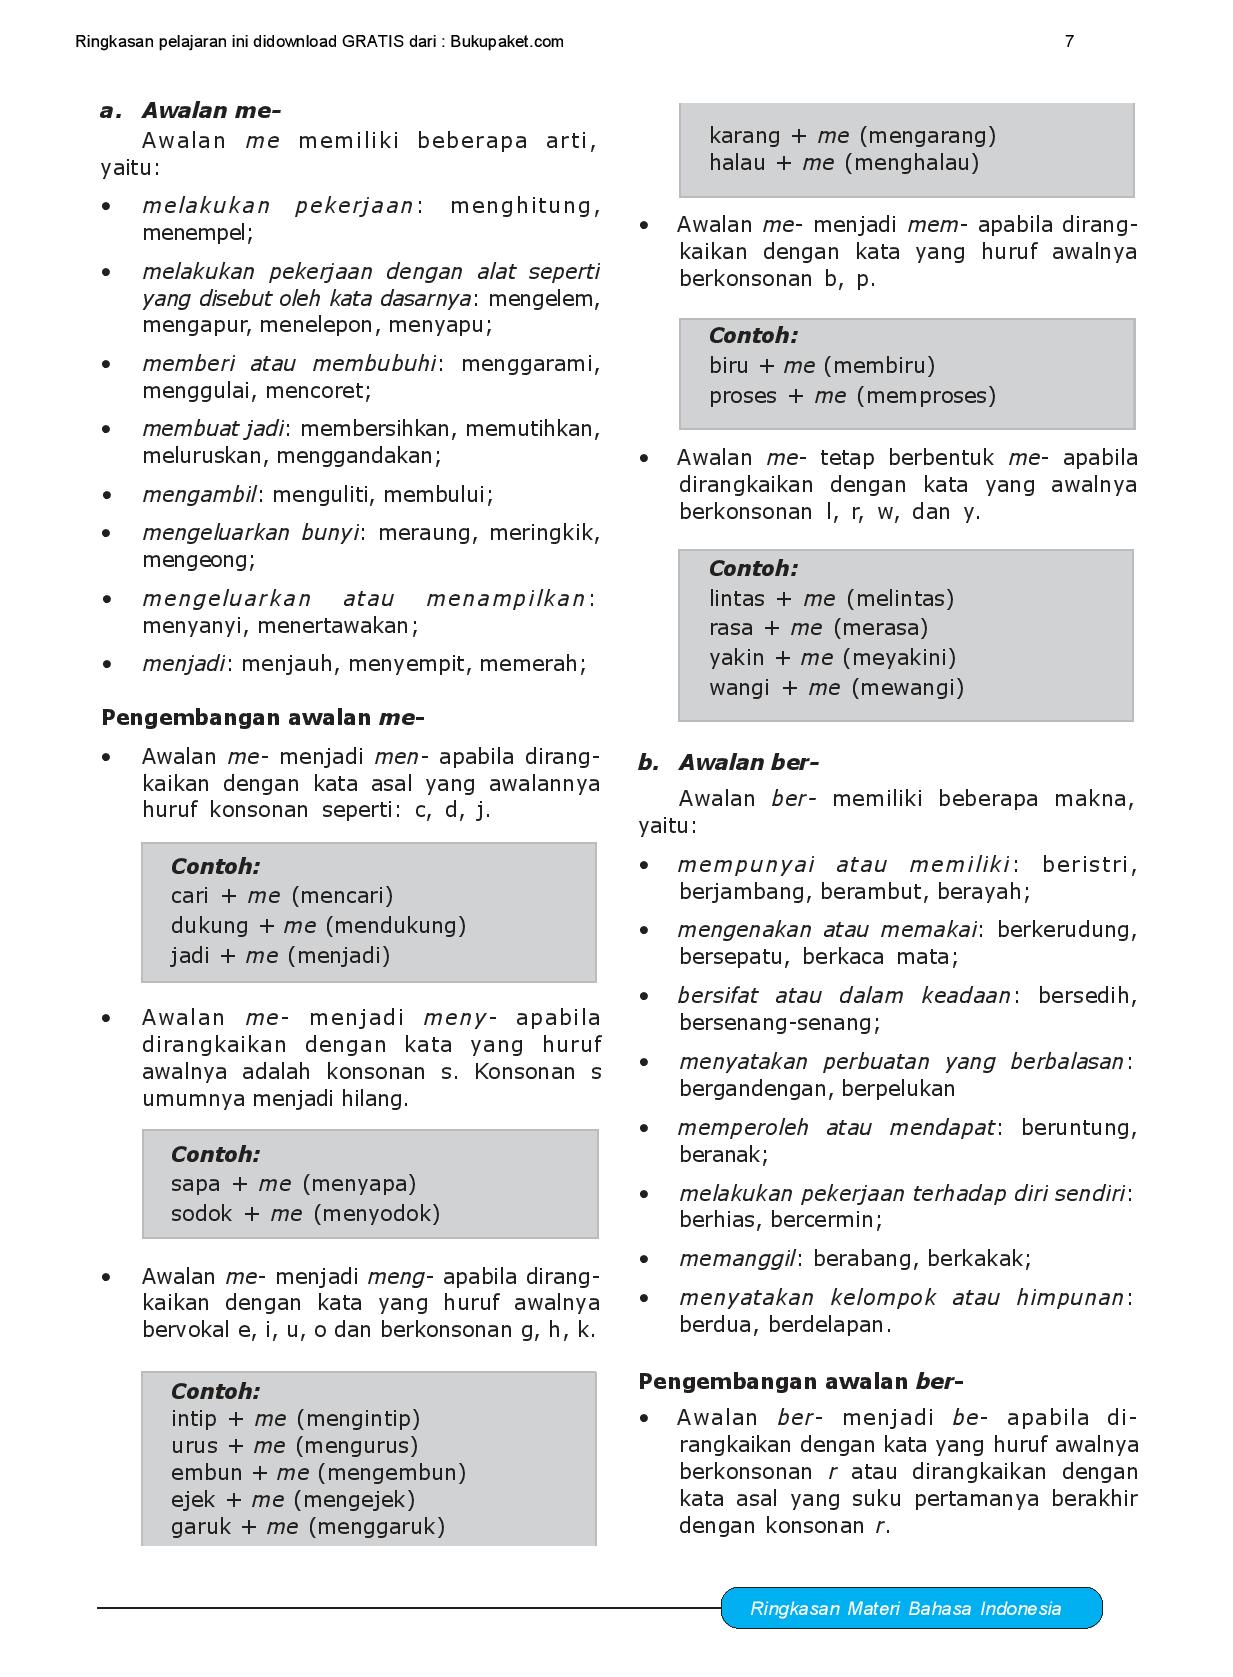 Ringkasan pelajaran ini didownload GRATIS dari : Bukupaket.com 7
a. Awalan me–
Awalan me memiliki beberapa arti,
yaitu:
• melakukan pekerjaan: menghitung,
menempel;
• melakukan pekerjaan dengan alat seperti
yang disebut oleh kata dasarnya: mengelem,
mengapur, menelepon, menyapu;
• memberi atau membubuhi: menggarami,
menggulai, mencoret;
• membuat jadi: membersihkan, memutihkan,
meluruskan, menggandakan;
• mengambil: menguliti, membului;
• mengeluarkan bunyi: meraung, meringkik,
mengeong;
• mengeluarkan atau menampilkan:
menyanyi, menertawakan;
• menjadi: menjauh, menyempit, memerah;
Pengembangan awalan me–
• Awalan me- menjadi men- apabila dirang-
kaikan dengan kata asal yang awalannya
huruf konsonan seperti: c, d, j.
Contoh:
cari + me (mencari)
dukung + me (mendukung)
jadi + me (menjadi)
• Awalan me- menjadi meny- apabila
dirangkaikan dengan kata yang huruf
awalnya adalah konsonan s. Konsonan s
umumnya menjadi hilang.
Contoh:
sapa + me (menyapa)
sodok + me (menyodok)
• Awalan me- menjadi meng- apabila dirang-
kaikan dengan kata yang huruf awalnya
bervokal e, i, u, o dan berkonsonan g, h, k.
Contoh:
intip + me (mengintip)
urus + me (mengurus)
embun + me (mengembun)
ejek + me (mengejek)
garuk + me (menggaruk)
karang + me (mengarang)
halau + me (menghalau)
• Awalan me- menjadi mem- apabila dirang-
kaikan dengan kata yang huruf awalnya
berkonsonan b, p.
Contoh:
biru + me (membiru)
proses + me (memproses)
• Awalan me- tetap berbentuk me- apabila
dirangkaikan dengan kata yang awalnya
berkonsonan l, r, w, dan y.
Contoh:
lintas + me (melintas)
rasa + me (merasa)
yakin + me (meyakini)
wangi + me (mewangi)
b. Awalan ber–
Awalan ber- memiliki beberapa makna,
yaitu:
• mempunyai atau memiliki: beristri,
berjambang, berambut, berayah;
• mengenakan atau memakai: berkerudung,
bersepatu, berkaca mata;
• bersifat atau dalam keadaan: bersedih,
bersenang-senang;
• menyatakan perbuatan yang berbalasan:
bergandengan, berpelukan
• memperoleh atau mendapat: beruntung,
beranak;
• melakukan pekerjaan terhadap diri sendiri:
berhias, bercermin;
• memanggil: berabang, berkakak;
• menyatakan kelompok atau himpunan:
berdua, berdelapan.
Pengembangan awalan ber–
• Awalan ber- menjadi be- apabila di-
rangkaikan dengan kata yang huruf awalnya
berkonsonan r atau dirangkaikan dengan
kata asal yang suku pertamanya berakhir
dengan konsonan r.
Ringkasan Materi Bahasa Indonesia